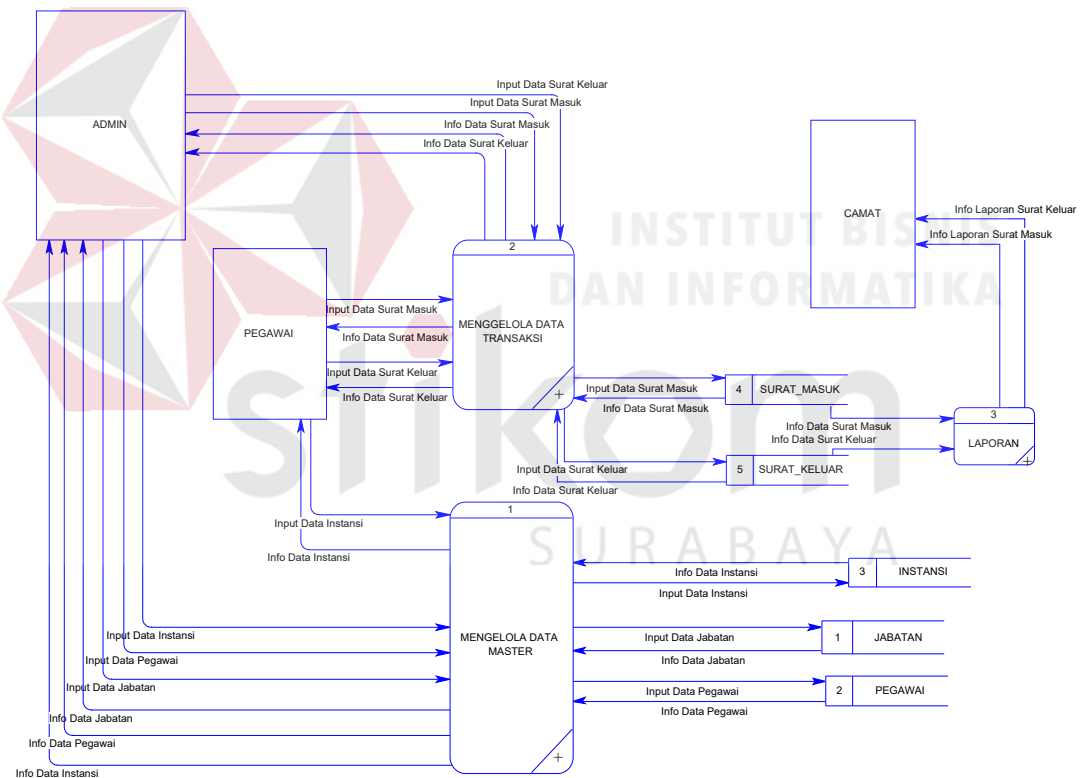 Input Data Surat Keluar
Input Data Surat Masuk
ADMIN
Info Data Surat Masuk
Info Data Surat Keluar
CAMAT
Info Laporan Surat Keluar
Info Laporan Surat Masuk
INSTITUT BISNIS
DAN INFORMATIKA
2
MENGGELOLA DATA
TRANSAKSI
+
PEGAWAI
Input Data Surat Masuk
Info Data Surat Masuk
Input Data Surat Keluar
Info Data Surat Keluar
Input Data Surat Masuk
Info Data Surat Masuk
4 SURAT_MASUK
Info Data Surat Masuk
Info Data Surat Keluar
3
LAPORAN
+
stikom
Input Data Surat Keluar
Info Data Surat Keluar
5 SURAT_KELUAR
SURABAYA
1
Input Data Instansi
Info Data Instansi
Info Data Instansi
Input Data Instansi
3 INSTANSI
MENGELOLA DATA
MASTER
+
Input Data Instansi
Input Data Pegawai
Input Data Jabatan
Info Data Jabatan
Info Data Pegawai
Info Data Instansi
Input Data Jabatan
Info Data Jabatan
1 JABATAN
Input Data Pegawai
Info Data Pegawai
2 PEGAWAI